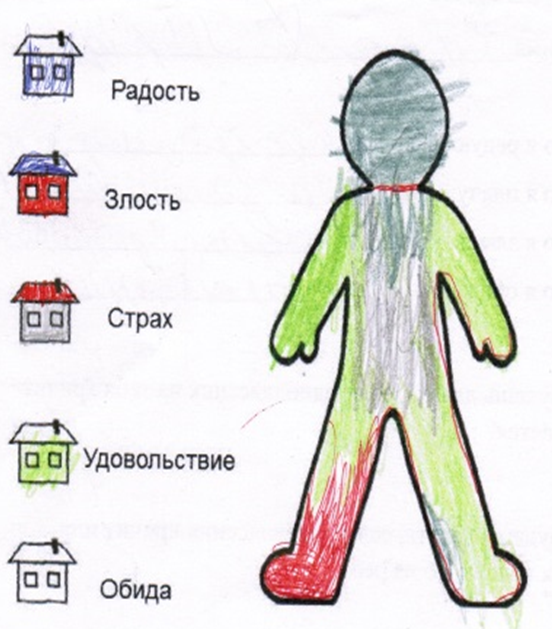 Радость
Злость
Страх
Удовольствие
Обида